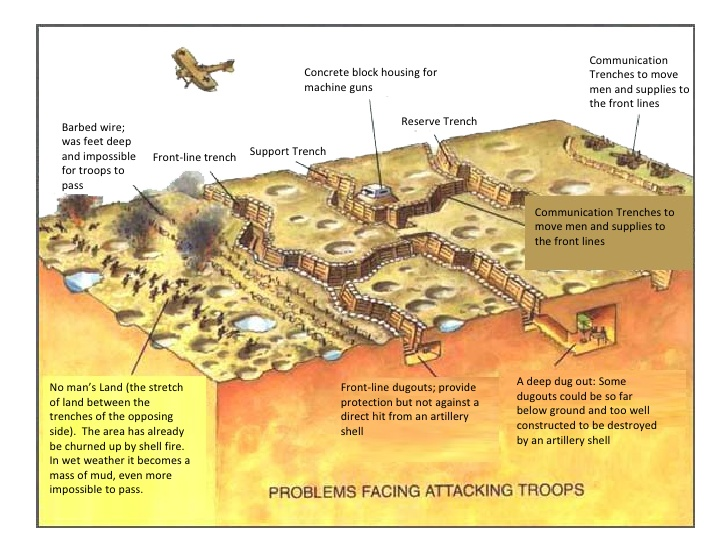 Concrete block housing for
machine guns
Communication
Trenches to move
men and supplies to
the front lines
Barbed wire;
was feet deep
and impossible
for troops to
pass
Front-line trench
Support Trench
Reserve Trench
Communication Trenches to
move men and supplies to
the front lines
No man's Land (the stretch
of land between the
trenches of the opposing
side). The area has already
be churned up by shell fire.
In wet weather it becomes a
mass of mud, even more
impossible to pass.
Front-line dugouts; provide
protection but not against a
direct hit from an artillery
shell
A deep dug out: Some
dugouts could be so far
below ground and too well
constructed to be destroyed
by an artillery shell
PROBLEMS FACING ATTACKING TROOPS